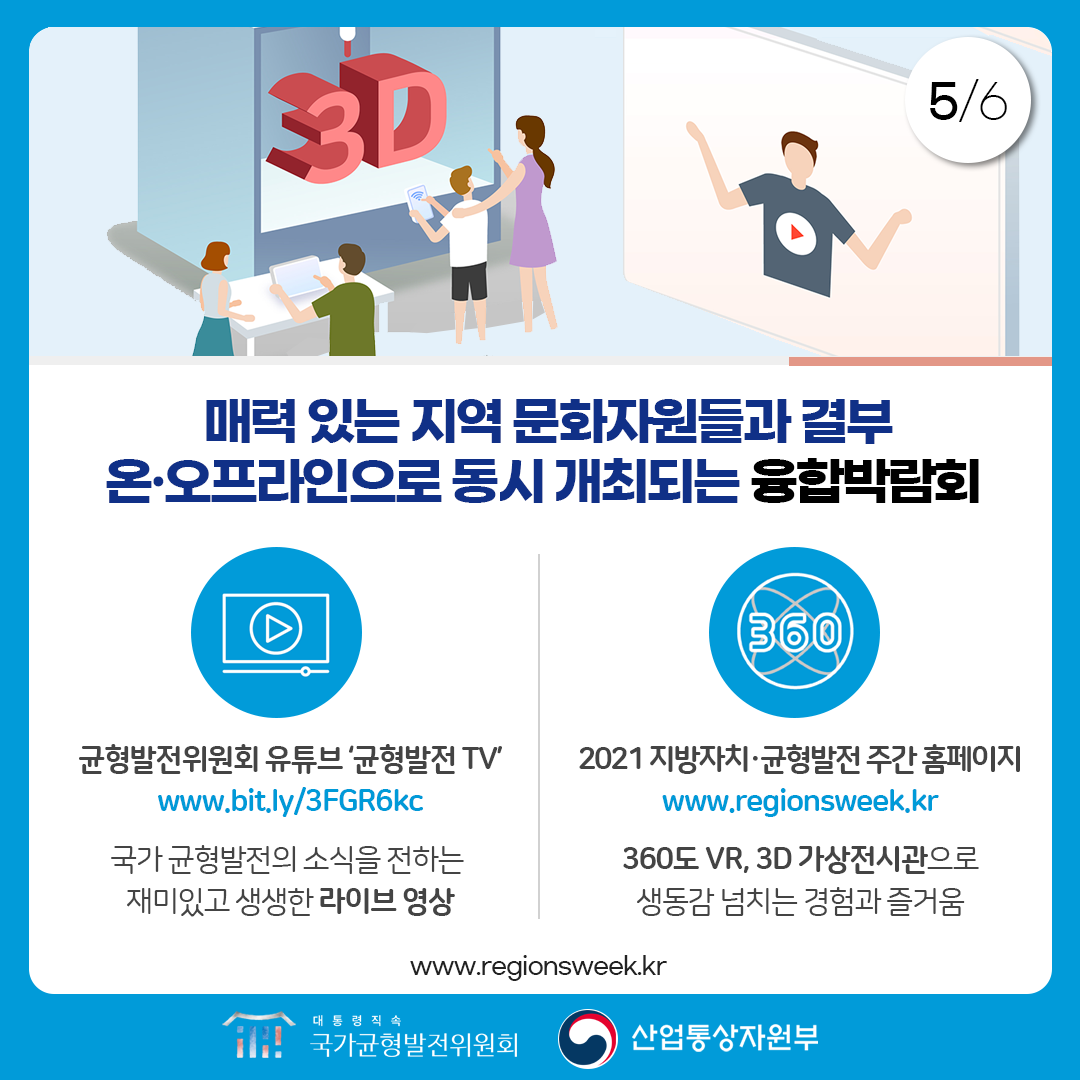 3D
5/6
매력 있는 지역 문화자원들과 결부
온·오프라인으로 동시 개최되는 융합박람회
360
균형발전위원회 유튜브 ‘균형발전 TV’
www.bit.ly/3FGR6kc
국가 균형발전의 소식을 전하는
재미있고 생생한 라이브 영상
2021 지방자치·균형발전 주간 홈페이지
www.regionsweek.kr
360도 VR, 3D 가상전시관으로
생동감 넘치는 경험과 즐거움
www.regionsweek.kr
대통령직속
국가균형발전위원회
산업통상자원부